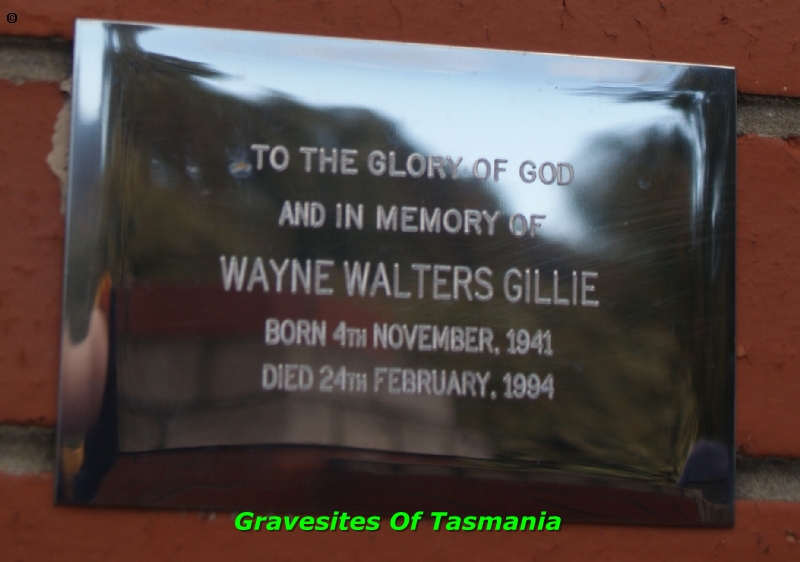 ©
TO THE GLORY OF GOD
AND IN MEMORY OF
WAYNE WALTERS GILLIE
BORN 4TH NOVEMBER, 1941
DIED 24TH FEBRUARY, 1994
Gravesites Of Tasmania